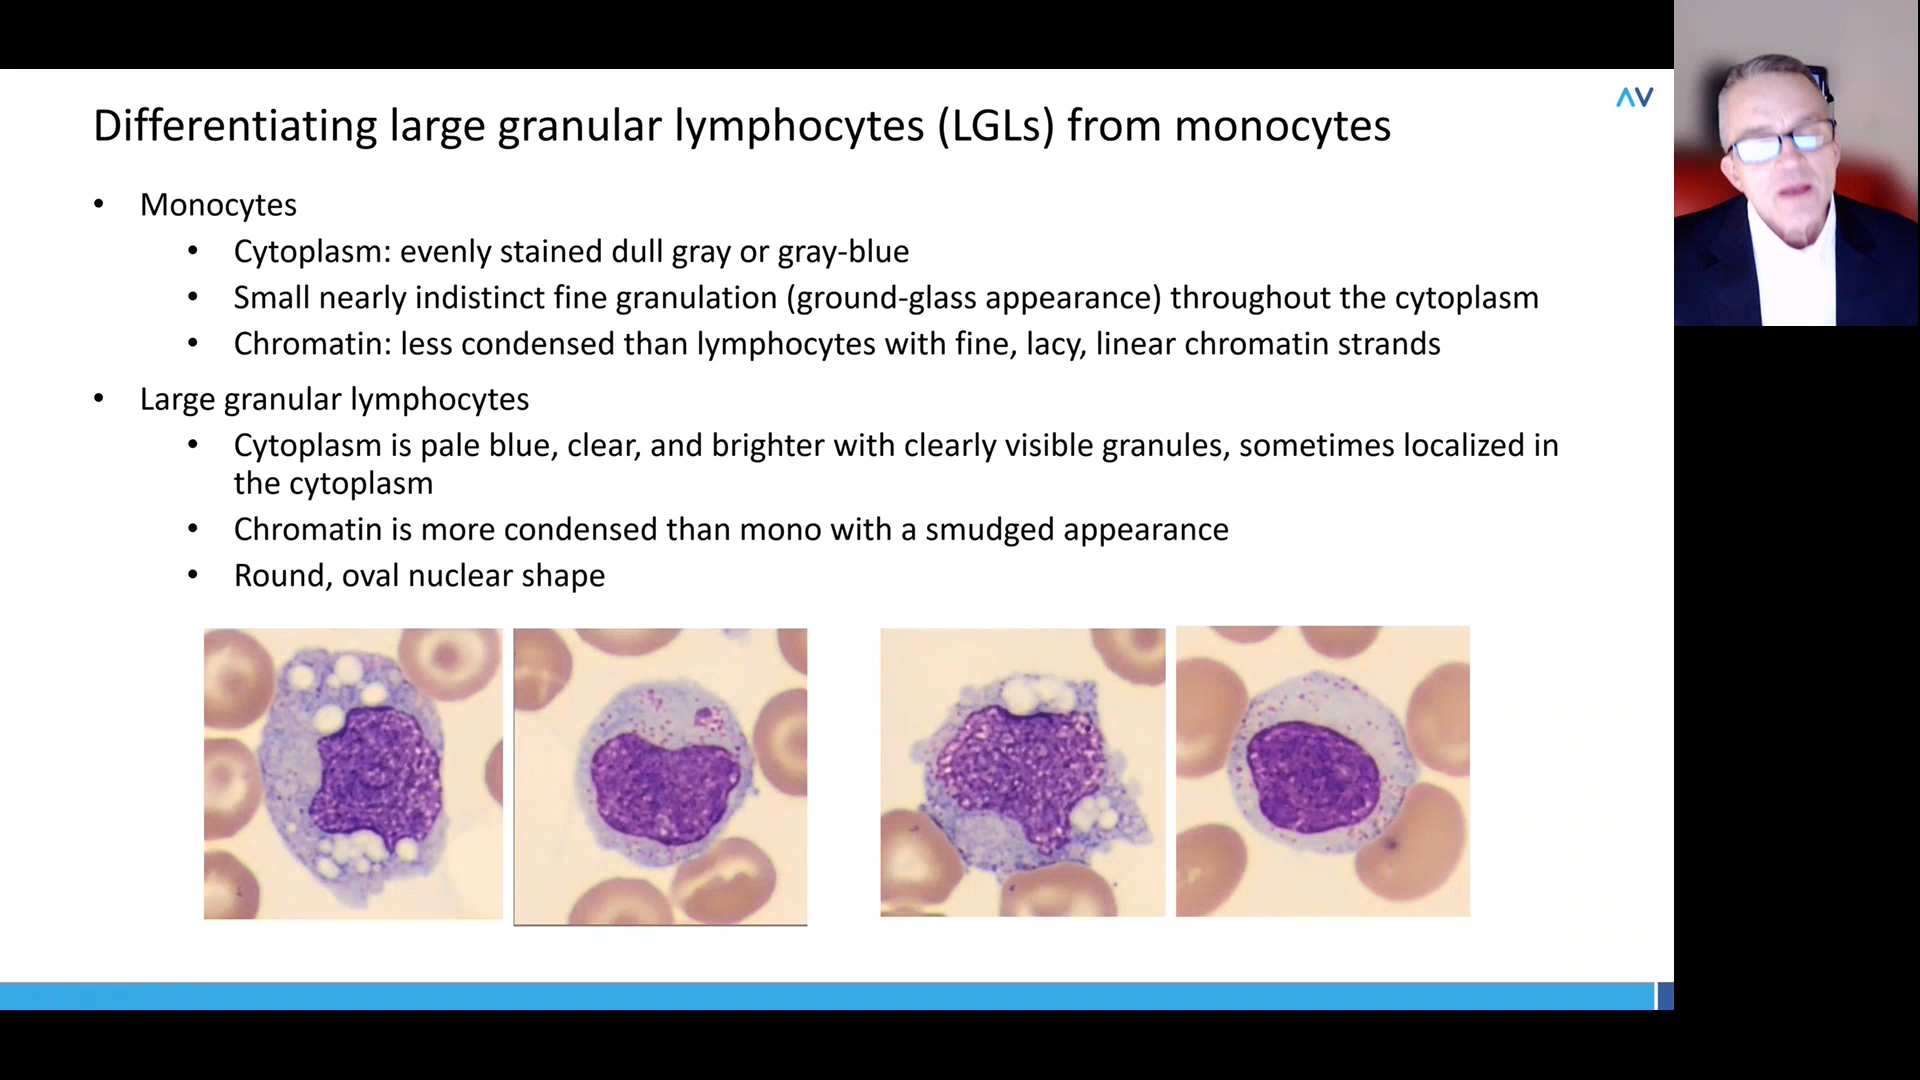 Differentiating large granular lymphocytes (LGLs) from monocytes
AV
• Monocytes
• Cytoplasm: evenly stained dull gray or gray-blue
• Small nearly indistinct fine granulation (ground-glass appearance) throughout the cytoplasm
• Chromatin: less condensed than lymphocytes with fine, lacy, linear chromatin strands
• Large granular lymphocytes
• Cytoplasm is pale blue, clear, and brighter with clearly visible granules, sometimes localized in
the cytoplasm
• Chromatin is more condensed than mono with a smudged appearance
• Round, oval nuclear shape